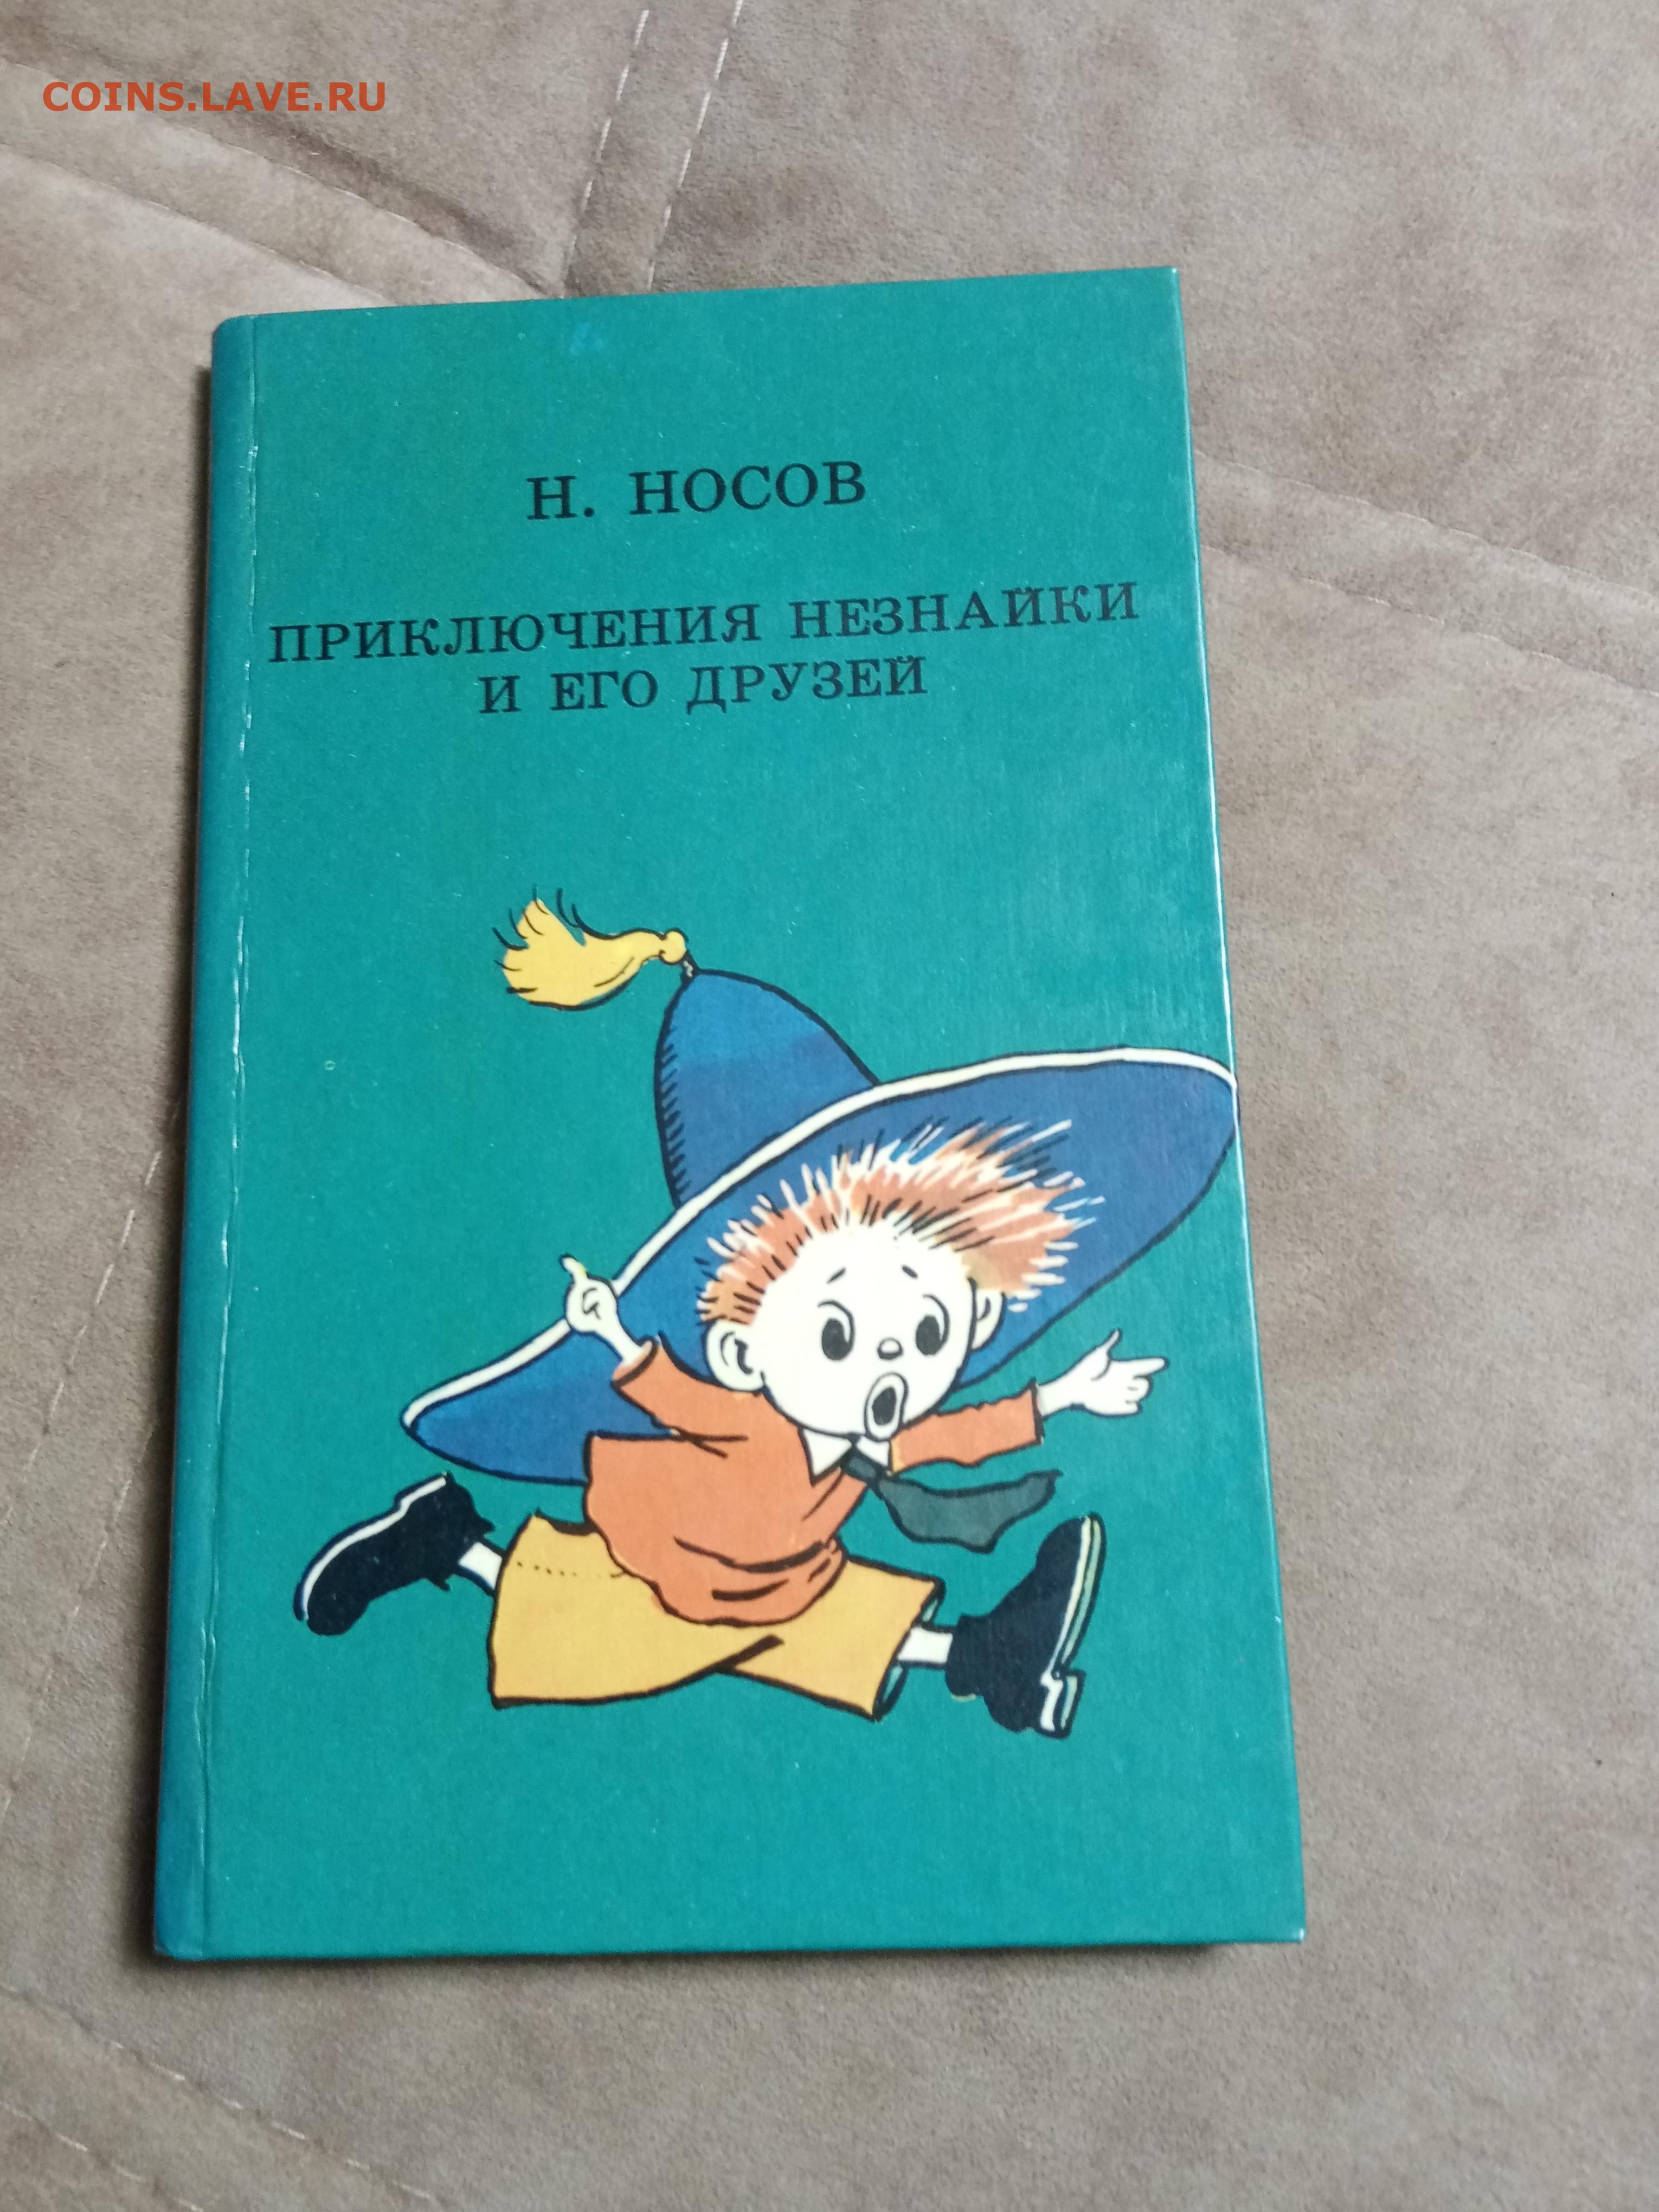 COINS.LAVE.RU
Н. НОСОВ
ПРИКЛЮЧЕНИЯ НЕЗНАЙКИ
И ЕГО ДРУЗЕЙ